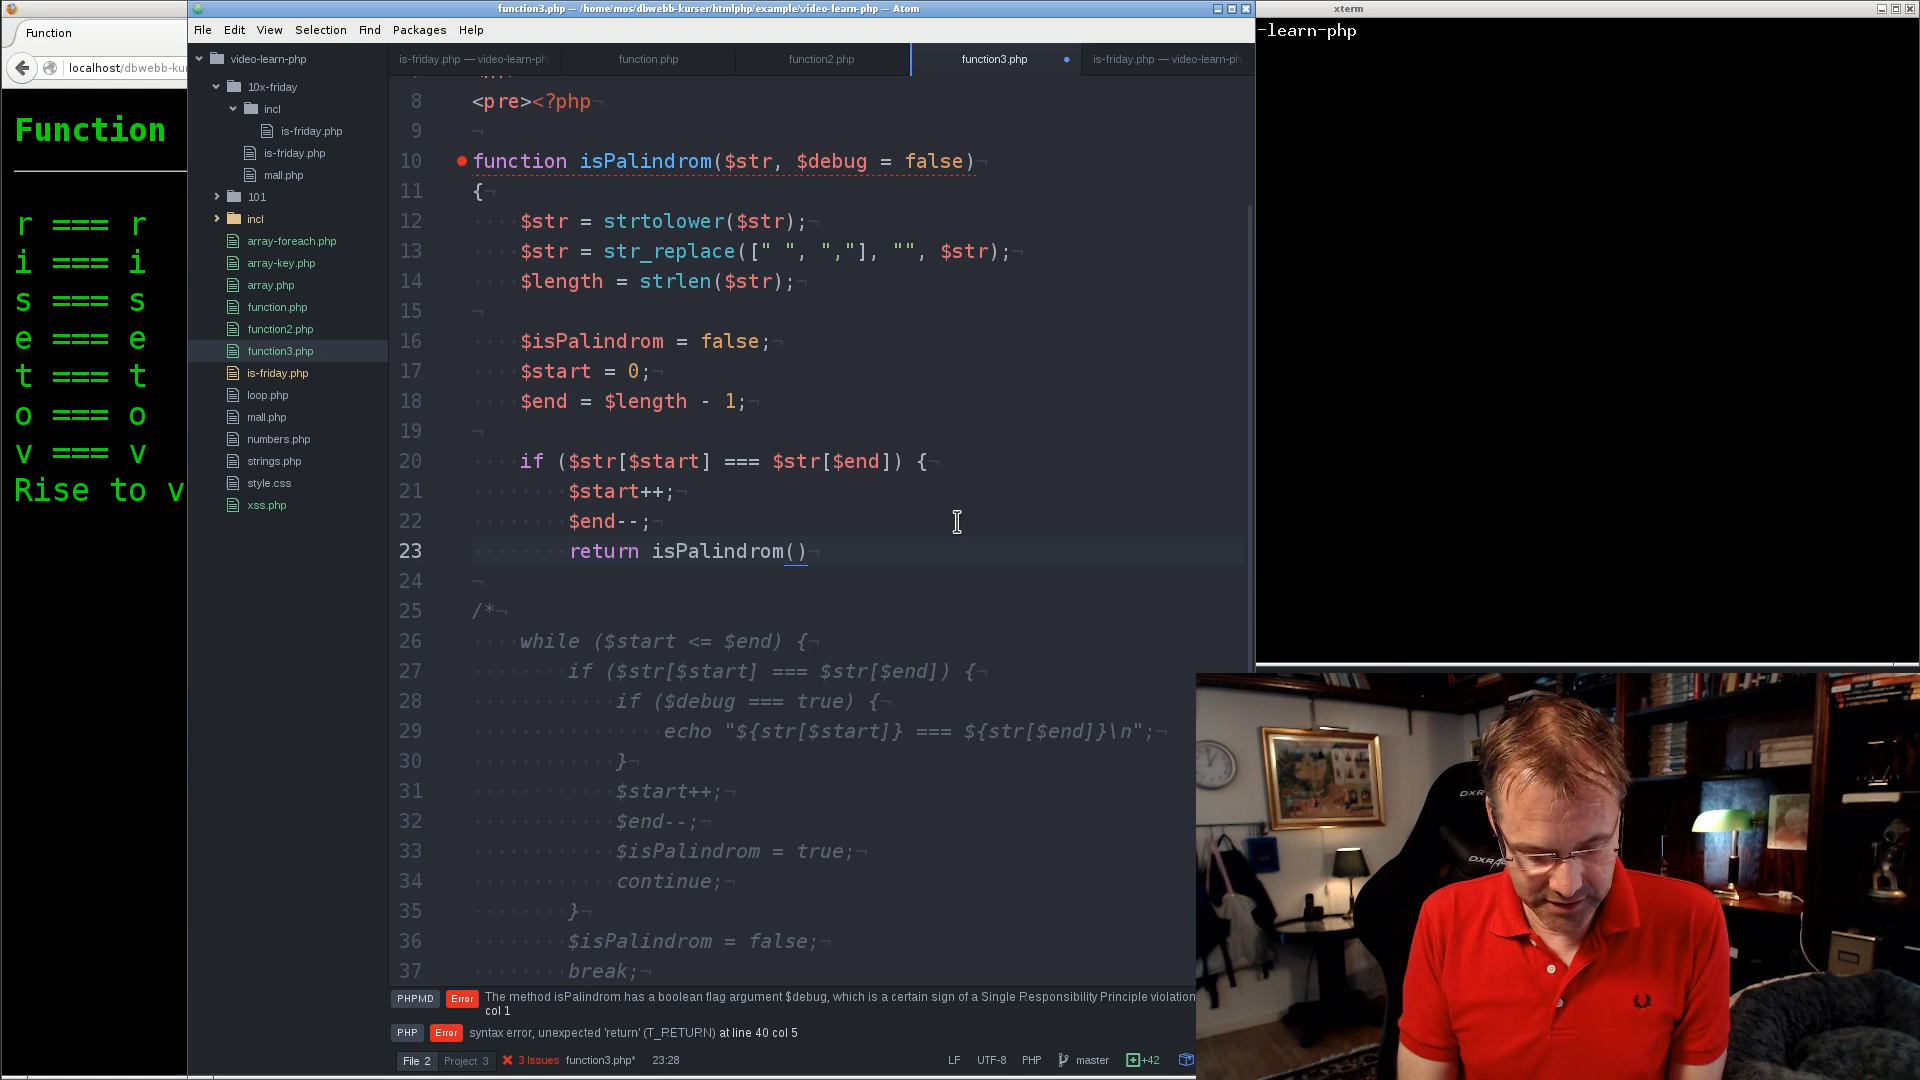 function3.php — /home/mos/dbwebb-kurser/htmlphp/example/video-learn-php — Atom
xterm
Function
localhost/dbwebb-ku
Function
r === r
i === i
s === s
e === e
t === t
o === o
v === v
Rise to v
File Edit View Selection Find Packages Help
video-learn-php
10x-friday
incl
is-friday.php
is-friday.php
mall.php
101
incl
array-foreach.php
array-key.php
array.php
function.php
function2.php
function3.php
is-friday.php
loop.php
mall.php
numbers.php
strings.php
style.css
xss.php
is-friday.php — video-learn-ph function.php function2.php function3.php is-friday.php — video-learn-ph
8 <pre><?php
9
10 function isPalindrom($str, $debug = false)
11 {
12 $str = strtolower($str);
13 $str = str_replace([" ", ","], "", $str);
14 $length = strlen($str);
15
16 $isPalindrom = false;
17 $start = 0;
18 $end = $length - 1;
19
20 if ($str[$start] === $str[$end]) {
21 $start++;
22 $end--;
23 return isPalindrom()
24
25 /*
26 while ($start <= $end) {
27 if ($str[$start] === $str[$end]) {
28 if ($debug === true) {
29 echo "${str[$start]} === ${str[$end]}\n";
30 }
31 $start++;
32 $end--;
33 $isPalindrom = true;
34 continue;
35 }
36 $isPalindrom = false;
37 break;
PHPMD Error The method isPalindrom has a boolean flag argument $debug, which is a certain sign of a Single Responsibility Principle violation
col 1
PHP Error syntax error, unexpected 'return' (T_RETURN) at line 40 col 5
File 2 Project 3 3 Issues function3.php* 23:28 LF UTF-8 PHP master +42
-learn-php